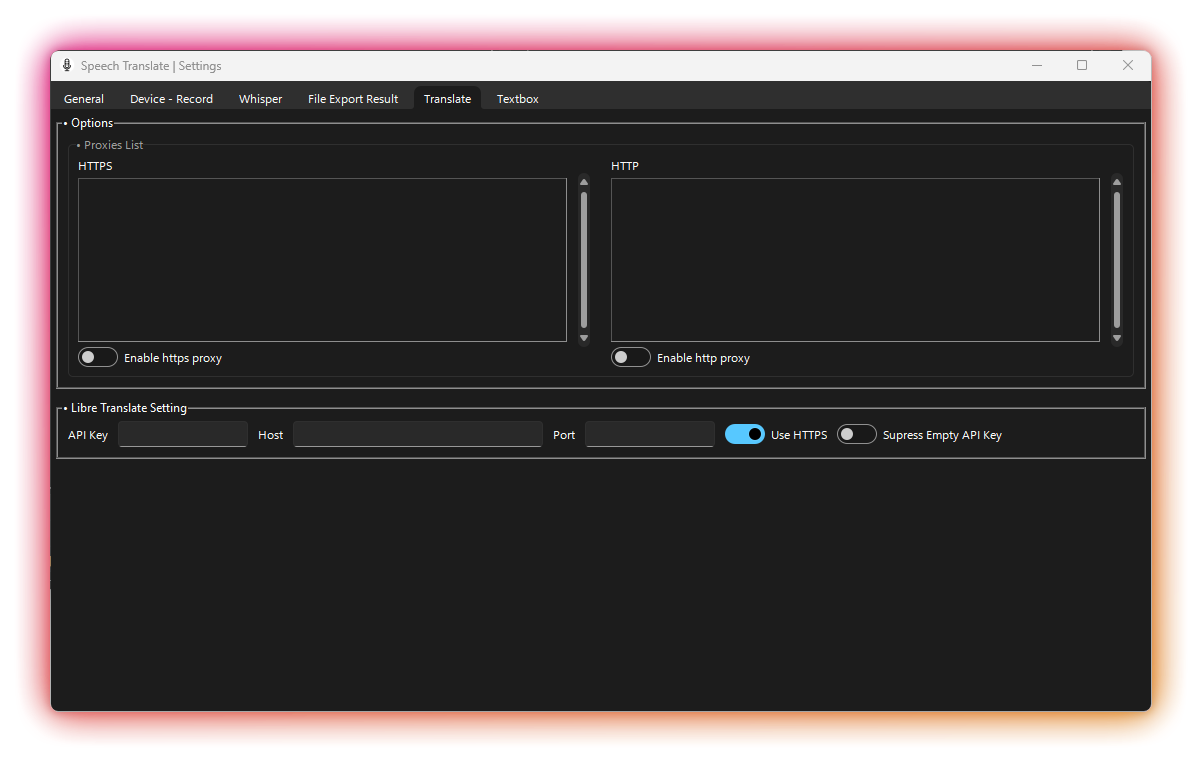 Speech Translate | Settings
General Device - Record Whisper File Export Result Translate Textbox
• Options
• Proxies List
HTTPS HTTP
Enable https proxy Enable http proxy
• Libre Translate Setting
API Key Host Port Use HTTPS Supress Empty API Key